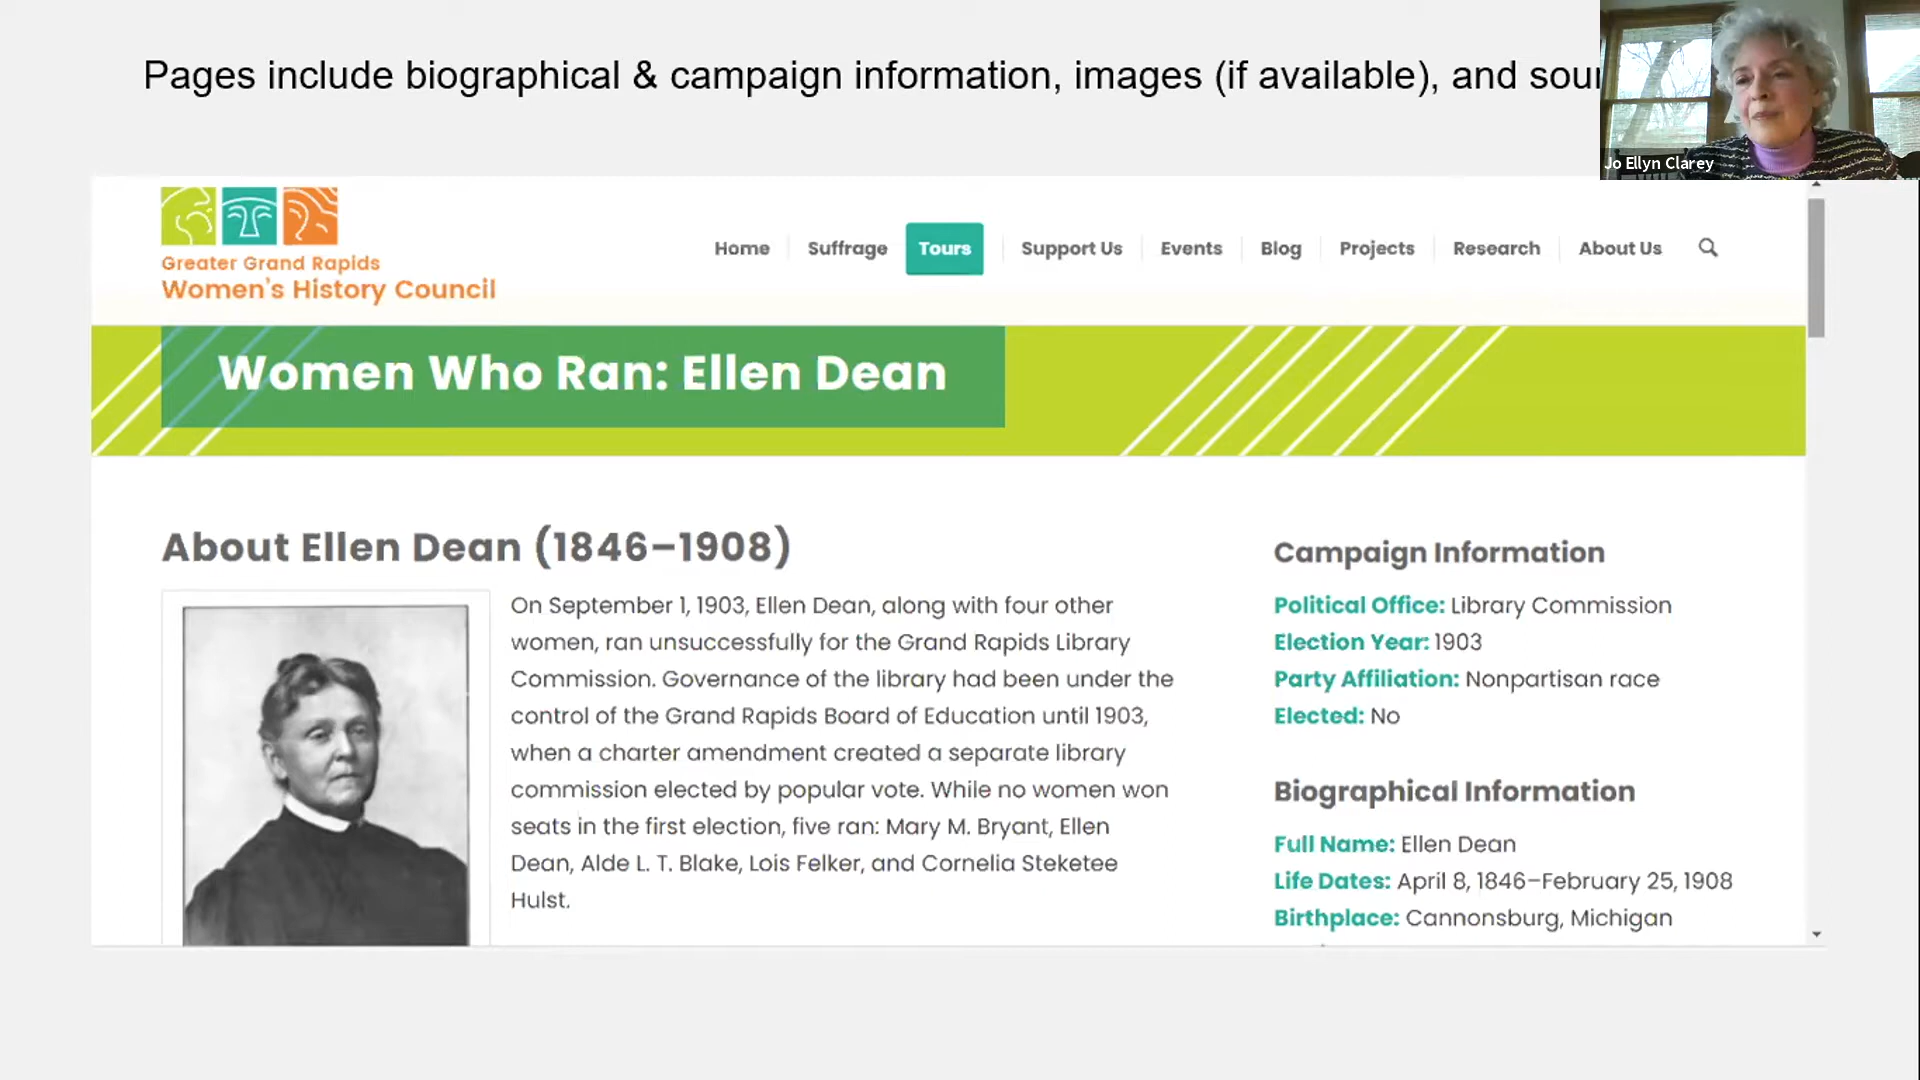 Pages include biographical & campaign information, images (if available), and
Jo Ellyn Clarey
Greater Grand Rapids
Women's History Council
Home
Suffrage
Tours
Support Us
Events
Blog
Projects
Research
About Us
Women Who Ran: Ellen Dean
About Ellen Dean (1846–1908)
On September 1, 1903, Ellen Dean, along with four other
women, ran unsuccessfully for the Grand Rapids Library
Commission. Governance of the library had been under the
control of the Grand Rapids Board of Education until 1903,
when a charter amendment created a separate library
commission elected by popular vote. While no women won
seats in the first election, five ran: Mary M. Bryant, Ellen
Dean, Alde L. T. Blake, Lois Felker, and Cornelia Steketee
Hulst.
Campaign Information
Political Office: Library Commission
Election Year: 1903
Party Affiliation: Nonpartisan race
Elected: No
Biographical Information
Full Name: Ellen Dean
Life Dates: April 8, 1846–February 25, 1908
Birthplace: Cannonsburg, Michigan